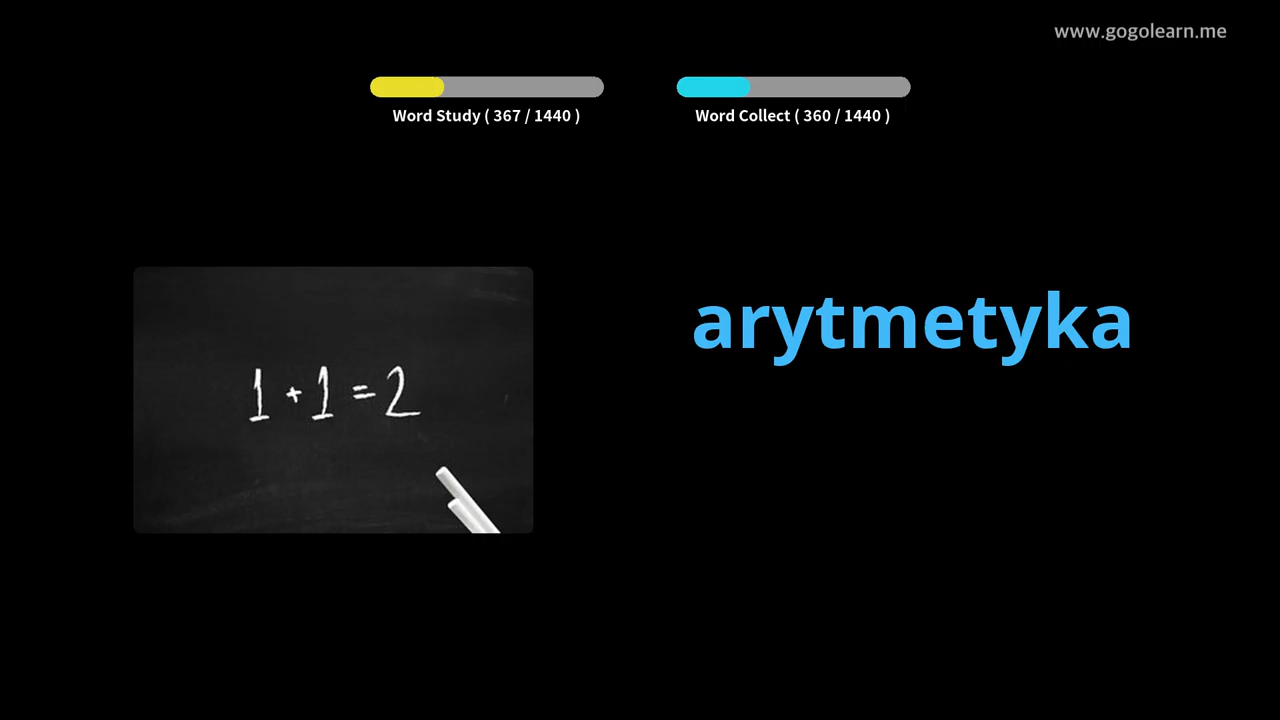 www.gogolearn.me
Word Study ( 367 / 1440 )
Word Collect ( 360 / 1440 )
arytmetyka
1 + 1 = 2